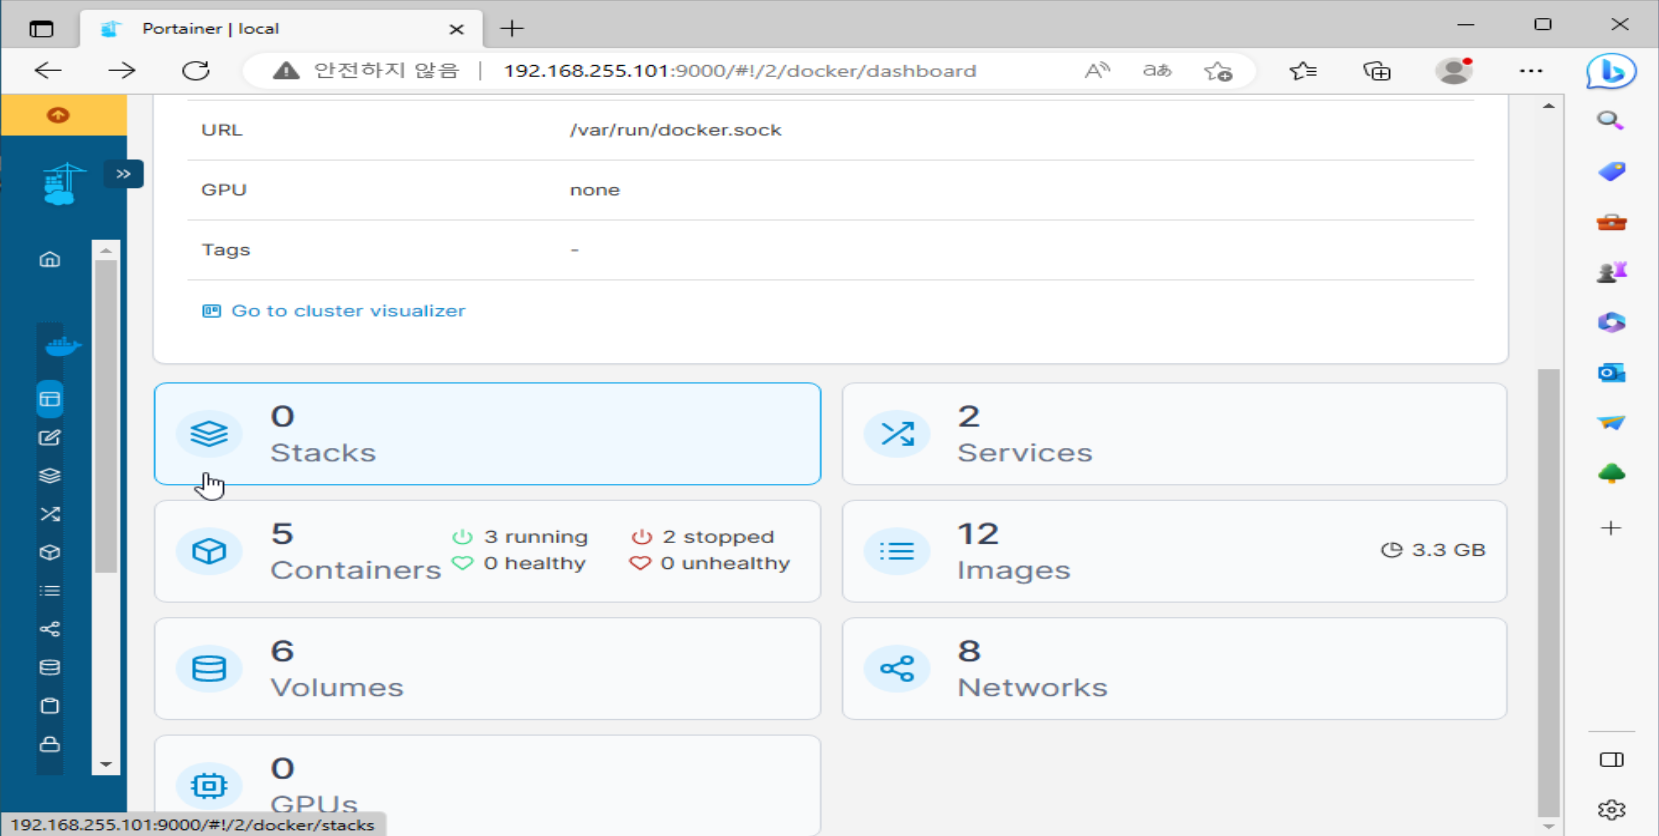 Portainer | local
안전하지 않음 | 192.168.255.101:9000/#!/2/docker/dashboard
URL /var/run/docker.sock
GPU none
Tags -
Go to cluster visualizer
0
Stacks
2
Services
5
Containers
3 running
2 stopped
0 healthy
0 unhealthy
12
Images
3.3 GB
6
Volumes
8
Networks
0
GPUs
192.168.255.101:9000/#!/2/docker/stacks